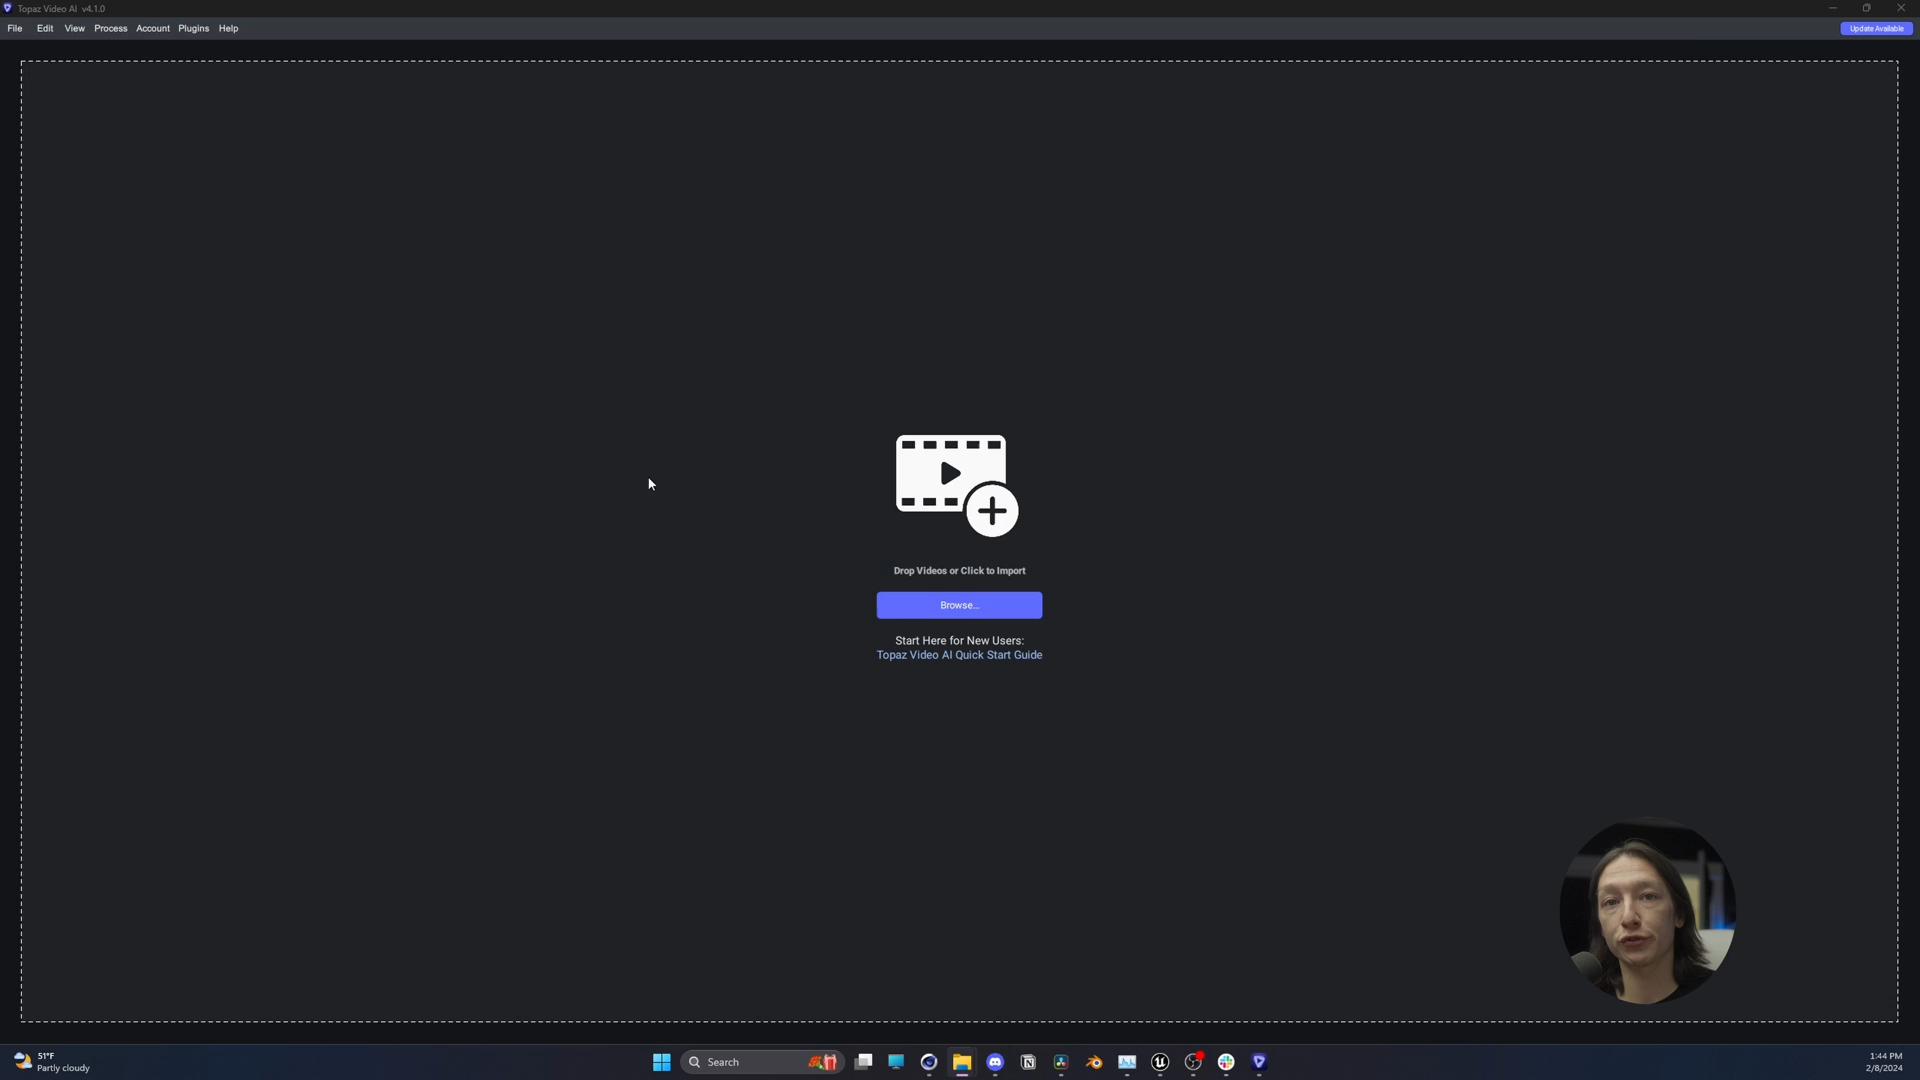 Topaz Video AI v4.1.0
File Edit View Process Account Plugins Help
Update Available
Drop Videos or Click to Import
Browse...
Start Here for New Users:
Topaz Video AI Quick Start Guide
51°F
Partly cloudy
Search
1:44 PM
2/8/2024